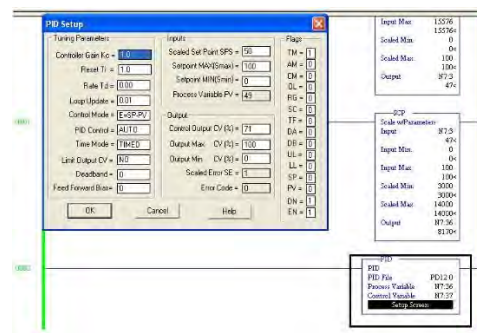 PID Setup
Tuning Parameters
Controller Gain Kc = 1.0
Reset Ti = 1.0
Rate Td = 0.00
Loop Update = 0.01
Control Mode = E=SP-PV
PID Control = AUTO
Time Mode = TIMED
Limit Output CV = NO
Deadband = 0
Feed Forward Bias= 0
Inputs
Scaled Set Point SPS = 50
Setpoint MAX(Smax) = 100
Setpoint MIN(Smin) = 0
Process Variable PV = 49
Output
Control Output CV (%) = 71
Output Max CV (%) = 100
Output Min CV (%) = 0
Scaled Error SE = 1
Error Code = 0
Flags
TM = 1
AM = 0
CM = 0
OL = 0
RG = 0
SC = 0
TF = 0
DA = 0
DB = 0
UL = 0
LL = 0
SP = 0
PV = 0
DN = 1
EN = 1
OK
Cancel
Help
Input Max 15576
15576<
Scaled Min 0
0<
Scaled Max 100
100<
Output N7:3
47<
SCP
Scale w/Parameters
Input N7:3
47<
Input Min 0
0<
Input Max 100
100<
Scaled Min 3000
3000<
Scaled Max 14000
14000<
Output N7:36
8170<
PID
PID
PID File PD12:0
Process Variable N7:36
Control Variable N7:37
Setup Screen